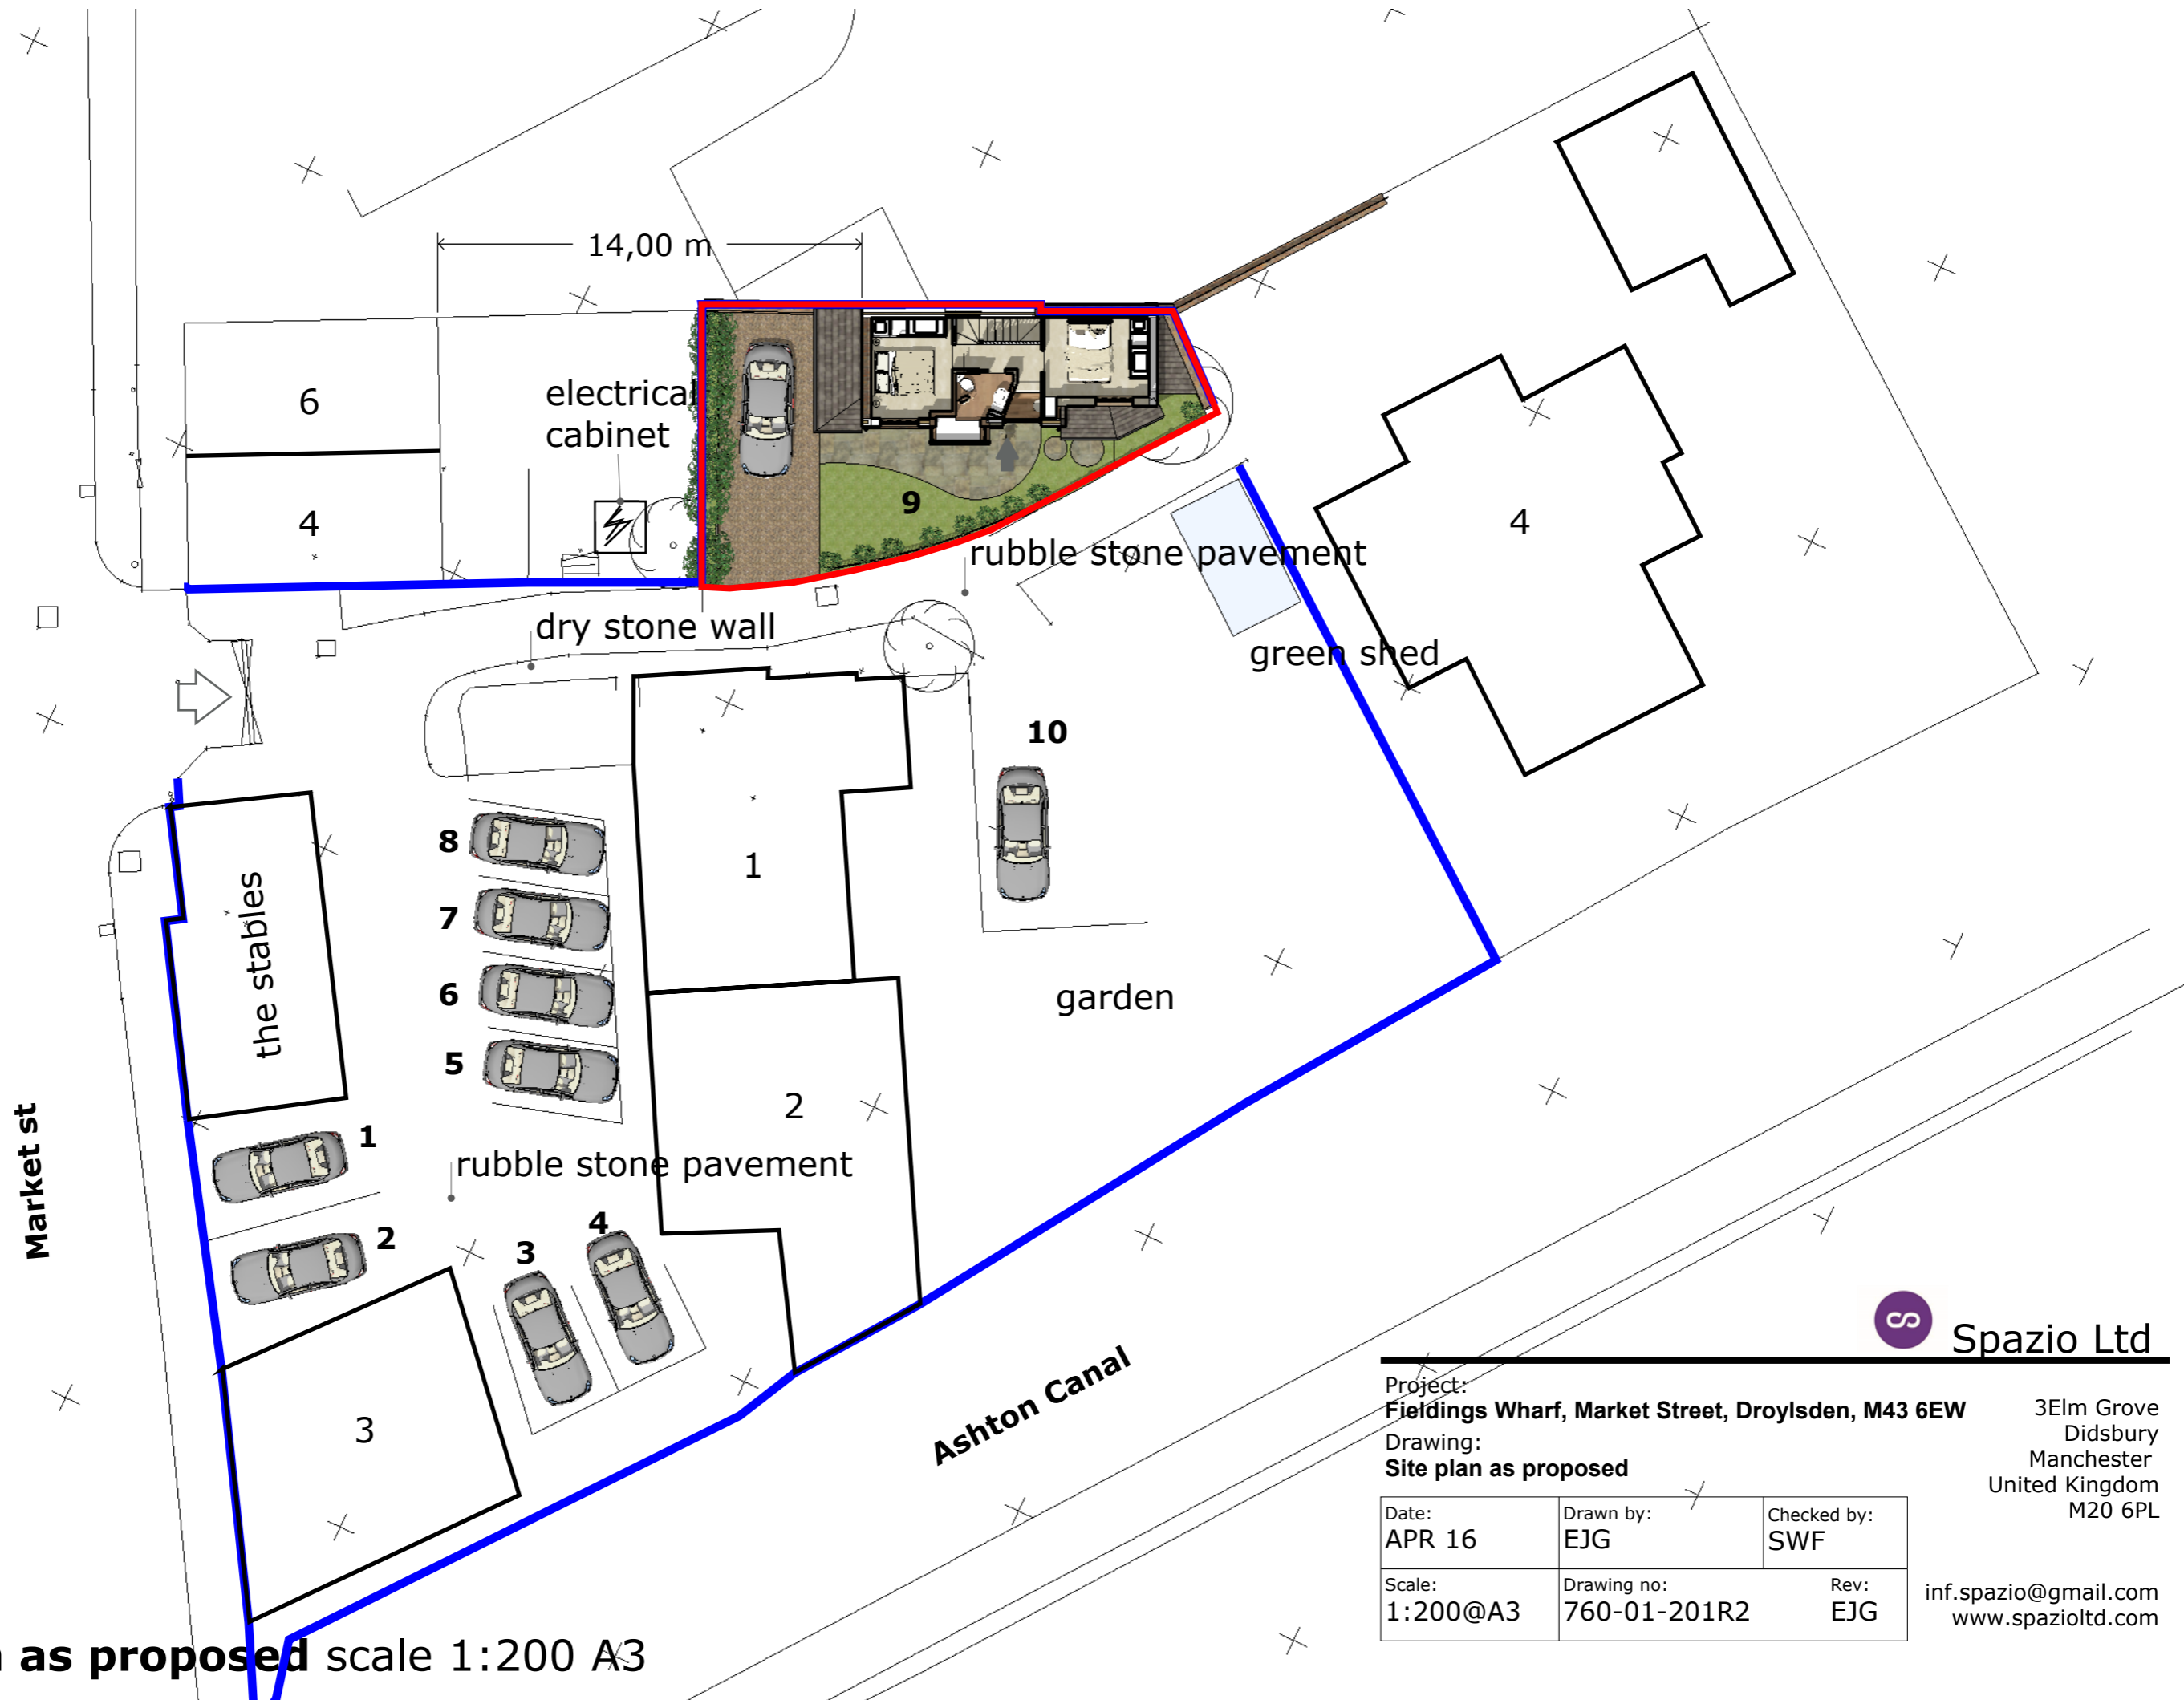 14,00 m
6
electrical
cabinet
4
9
rubble stone pavement
4
dry stone wall
green shed
10
8
1
7
the stables
6
garden
5
2
Market st
1
rubble stone pavement
2
4
3
3
Ashton Canal
S
Spazio Ltd
Project:
Fieldings Wharf, Market Street, Droylsden, M43 6EW
Drawing:
Site plan as proposed
3Elm Grove
Didsbury
Manchester
United Kingdom
M20 6PL
Date:
APR 16
Drawn by:
EJG
Checked by:
SWF
Scale:
1:200@A3
Drawing no:
760-01-201R2
Rev:
EJG
inf.spazio@gmail.com
www.spazioltd.com
as proposed scale 1:200 A3